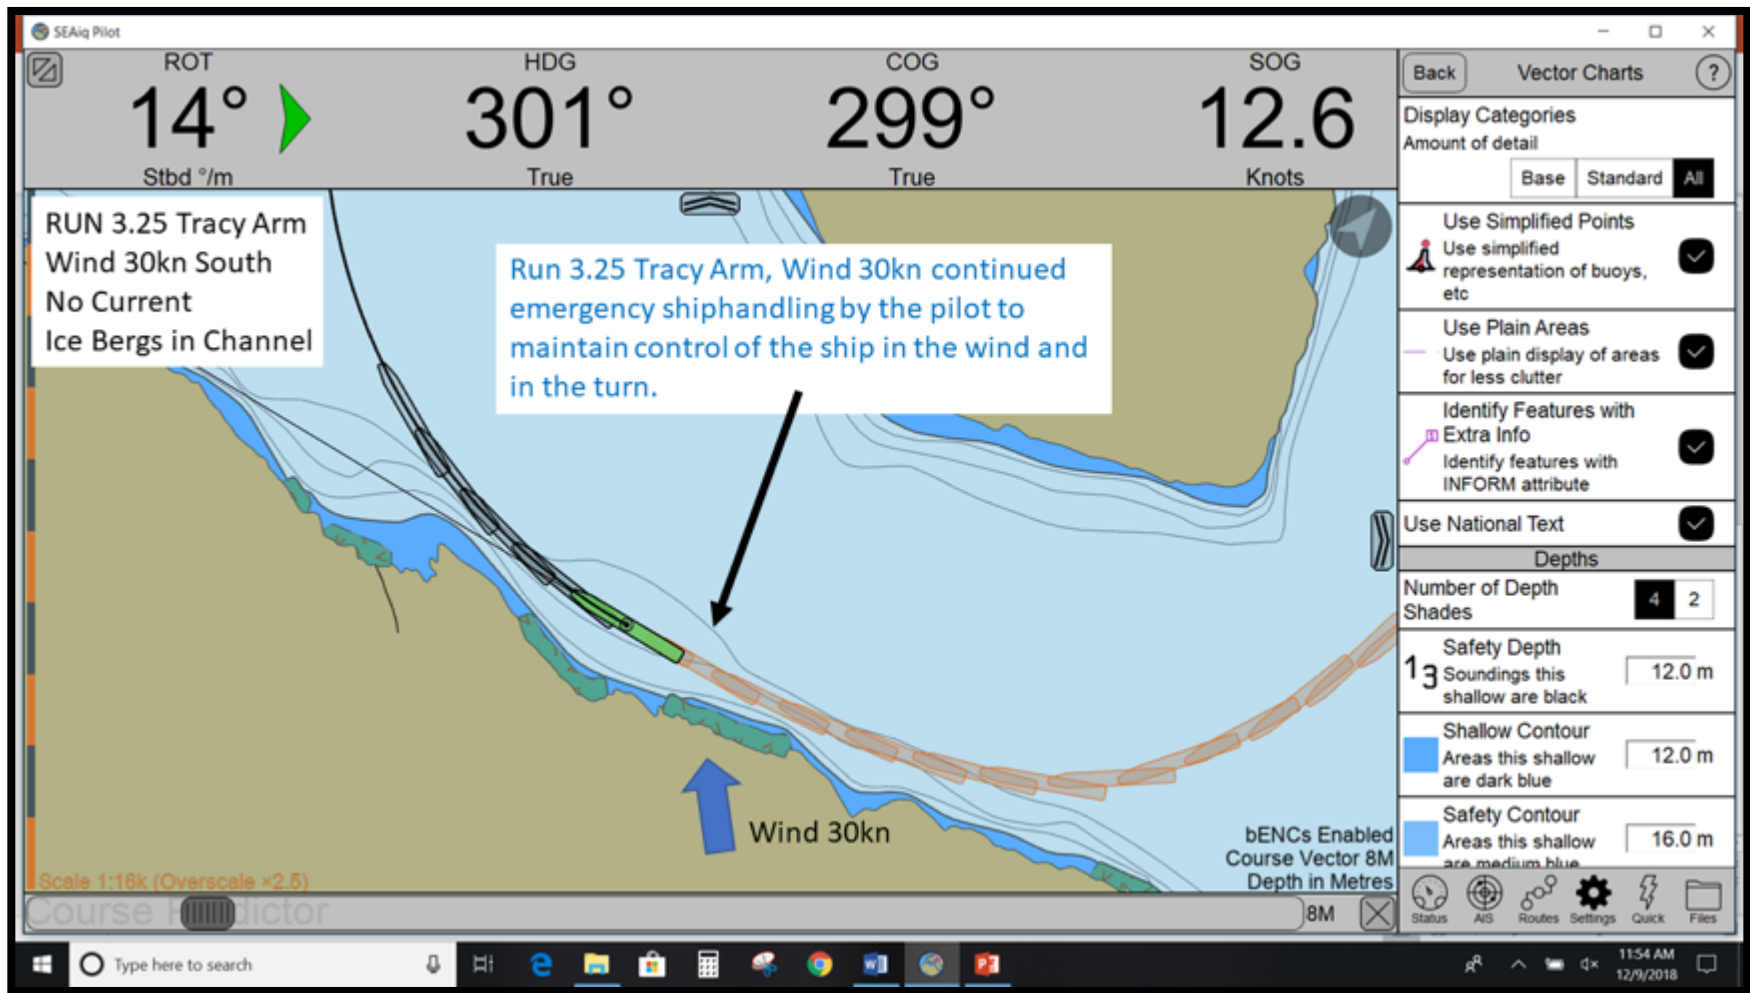 SEAiq Pilot
ROT
HDG
COG
SOG
14°
301°
299°
12.6
Stbd °/m
True
True
Knots
RUN 3.25 Tracy Arm
Wind 30kn South
No Current
Ice Bergs in Channel
Run 3.25 Tracy Arm, Wind 30kn continued
emergency shiphandling by the pilot to
maintain control of the ship in the wind and
in the turn.
Wind 30kn
bENCs Enabled
Course Vector 8M
Depth in Metres
Scale 1:16k (Overscale ×2.5)
Course
dictor
8M
Back
Vector Charts
?
Display Categories
Amount of detail
Base
Standard
All
Use Simplified Points
Use simplified
representation of buoys,
etc
Use Plain Areas
Use plain display of areas
for less clutter
Identify Features with
Extra Info
Identify features with
INFORM attribute
Use National Text
Depths
Number of Depth
Shades
4
2
Safety Depth
13
Soundings this
shallow are black
12.0 m
Shallow Contour
Areas this shallow
are dark blue
12.0 m
Safety Contour
Areas this shallow
are medium blue
16.0 m
Status
AIS
Routes
Settings
Quick
Files
Type here to search
11:54 AM
12/9/2018